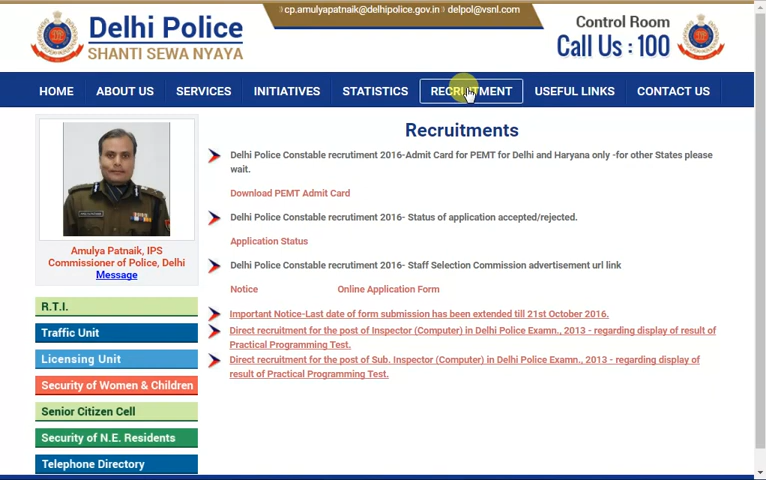 Delhi Police
SHANTI SEWA NYAYA
cp.amulyapatnaik@delhipolice.gov.in delpol@vsnl.com
Control Room
Call Us : 100
HOME ABOUT US SERVICES INITIATIVES STATISTICS RECRUITMENT USEFUL LINKS CONTACT US
Amulya Patnaik, IPS
Commissioner of Police, Delhi
Message
R.T.I.
Traffic Unit
Licensing Unit
Security of Women & Children
Senior Citizen Cell
Security of N.E. Residents
Telephone Directory
Recruitments
Delhi Police Constable recrutiment 2016-Admit Card for PEMT for Delhi and Haryana only -for other States please
wait.
Download PEMT Admit Card
Delhi Police Constable recrutiment 2016- Status of application accepted/rejected.
Application Status
Delhi Police Constable recrutiment 2016- Staff Selection Commission advertisement url link
Notice Online Application Form
Important Notice-Last date of form submission has been extended till 21st October 2016.
Direct recruitment for the post of Inspector (Computer) in Delhi Police Examn., 2013 - regarding display of result of
Practical Programming Test.
Direct recruitment for the post of Sub. Inspector (Computer) in Delhi Police Examn., 2013 - regarding display of
result of Practical Programming Test.